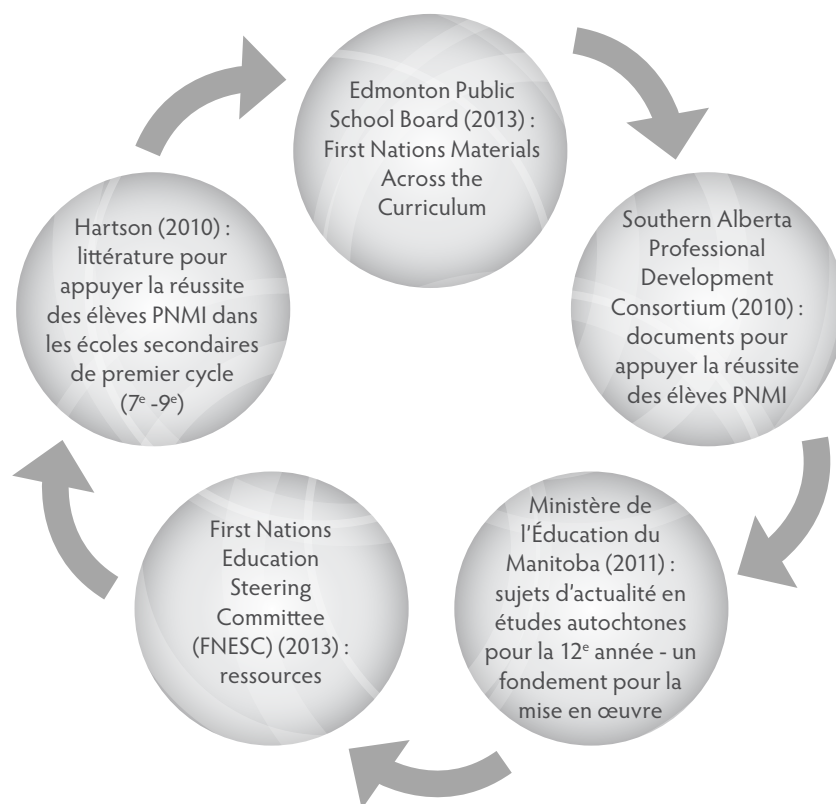 Edmonton Public
School Board (2013) :
First Nations Materials
Across the
Curriculum
Southern Alberta
Professional
Development
Consortium (2010) :
documents pour
appuyer la réussite
des élèves PNMI
Ministère de
l'Éducation du
Manitoba (2011) :
sujets d'actualité en
études autochtones
pour la 12ᵉ année - un
fondement pour la
mise en œuvre
First Nations
Education
Steering
Committee
(FNESC) (2013) :
ressources
Hartson (2010) :
littérature pour
appuyer la réussite
des élèves PNMI dans
les écoles secondaires
de premier cycle
(7ᵉ -9ᵉ)